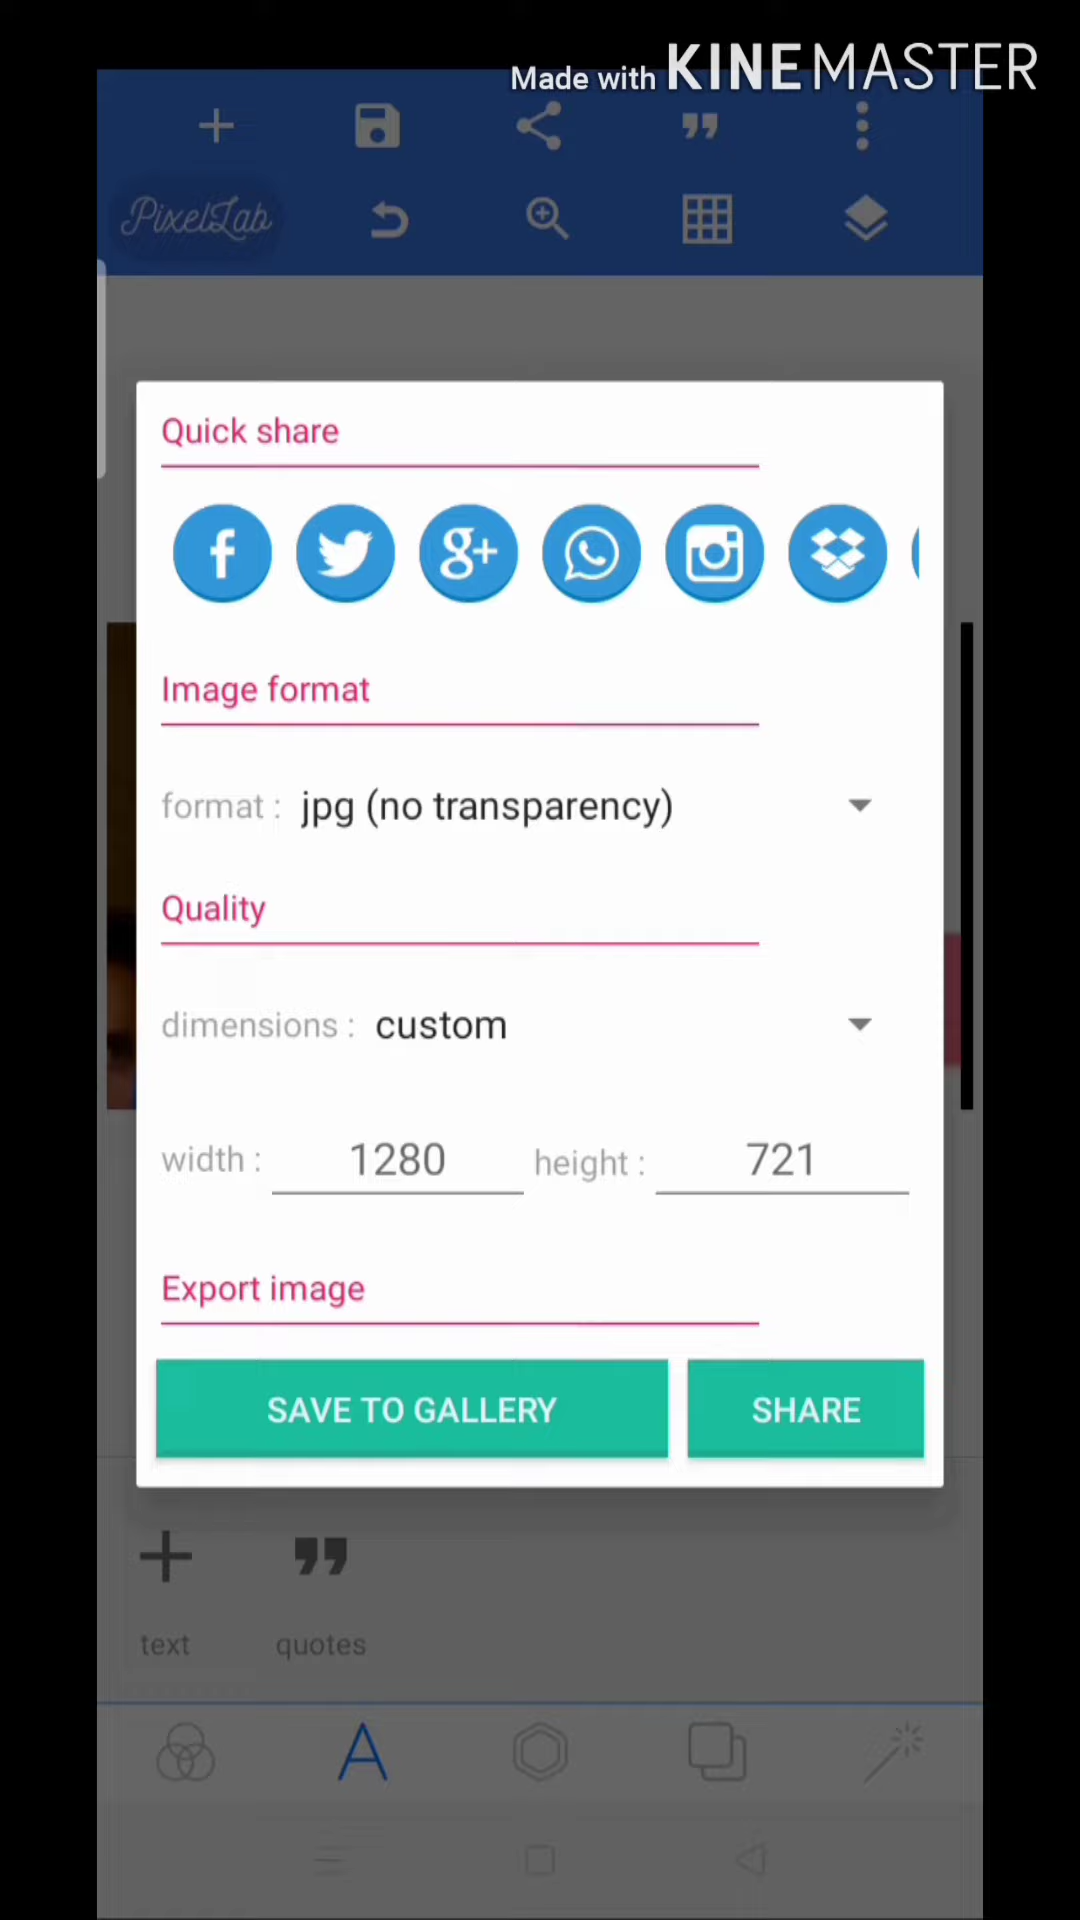 Made with KINEMASTER
PixelLab
Quick share
f g+
Image format
format : jpg (no transparency)
Quality
dimensions : custom
width : 1280 height : 721
Export image
SAVE TO GALLERY SHARE
text quotes